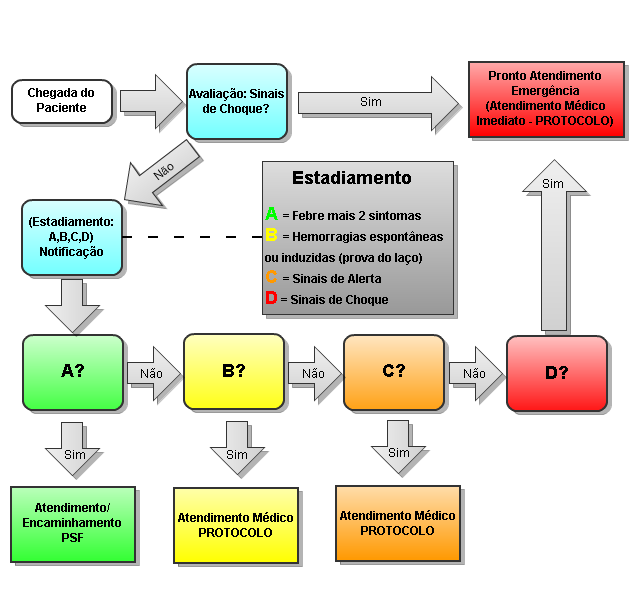 Chegada do
Paciente
Avaliação: Sinais
de Choque?
Sim
Pronto Atendimento
Emergência
(Atendimento Médico
Imediato - PROTOCOLO)
Não
Sim
(Estadiamento:
A,B,C,D)
Notificação
Estadiamento
A = Febre mais 2 sintomas
B = Hemorragias espontâneas
ou induzidas (prova do laço)
C = Sinais de Alerta
D = Sinais de Choque
A?
Não
B?
Não
C?
Não
D?
Sim
Sim
Sim
Atendimento/
Encaminhamento
PSF
Atendimento Médico
PROTOCOLO
Atendimento Médico
PROTOCOLO